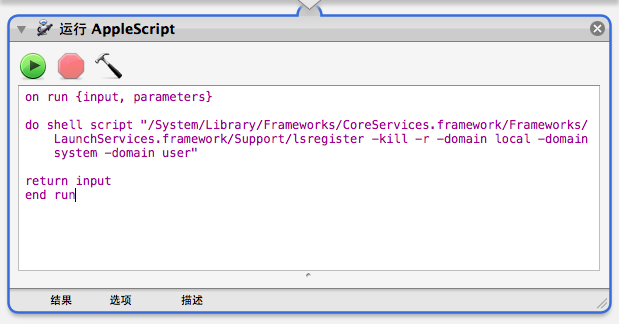 运行 AppleScript
on run {input, parameters}
do shell script "/System/Library/Frameworks/CoreServices.framework/Frameworks/
LaunchServices.framework/Support/lsregister -kill -r -domain local -domain
system -domain user"
return input
end run
结果 选项 描述